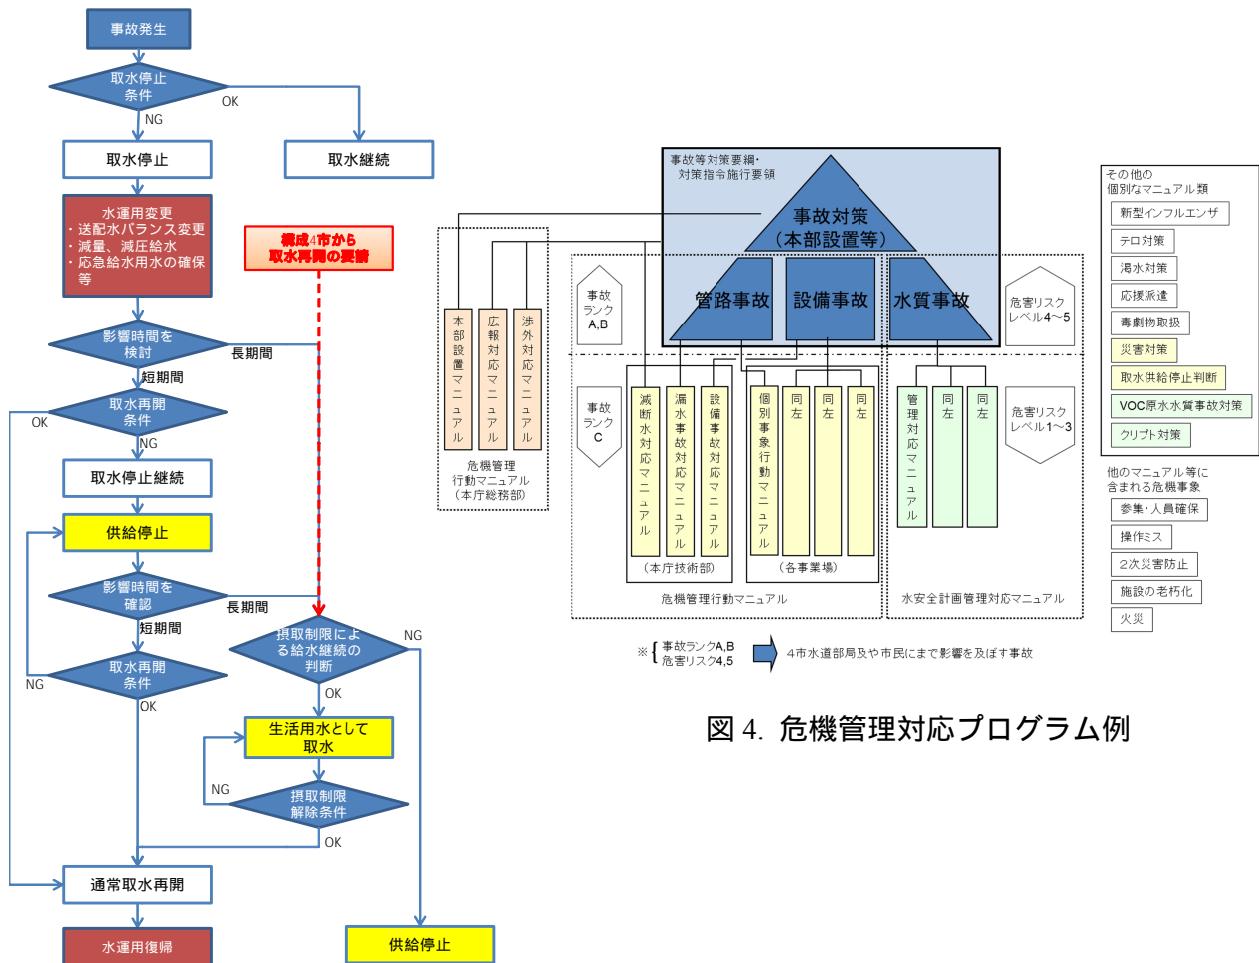 事故発生
取水停止
条件
OK
NG
取水停止
取水継続
水運用変更
・送配水バランス変更
・減量、減圧給水
・応急給水用水の確保
等
構成4市から
取水再開の要請
影響時間を
検討
長期間
短期間
取水再開
条件
OK
NG
取水停止継続
供給停止
影響時間を
確認
長期間
短期間
取水再開
条件
NG
OK
摂取制限による
給水継続の
判断
NG
OK
生活用水として
取水
摂取制限
解除条件
NG
OK
通常取水再開
水運用復帰
供給停止
事故等対策要綱・
対策指令施行要領
事故対策
(本部設置等)
管路事故
設備事故
水質事故
事故
ランク
A,B
危害リスク
レベル4～5
事故
ランク
C
危害リスク
レベル1～3
本部設置マニュアル
広報対応マニュアル
渉外対応マニュアル
危機管理
行動マニュアル
(本庁総務部)
減断水対応マニュアル
漏水事故対応マニュアル
設備事故対応マニュアル
(本庁技術部)
個別事象行動マニュアル
同左
同左
同左
(各事業場)
危機管理行動マニュアル
管理対応マニュアル
同左
同左
水安全計画管理対応マニュアル
※{ 事故ランクA,B
危害リスク4,5
4市水道部局及や市民にまで影響を及ぼす事故
その他の
個別なマニュアル類
新型インフルエンザ
テロ対策
渇水対策
応援派遣
毒劇物取扱
災害対策
取水供給停止判断
VOC原水水質事故対策
クリプト対策
他のマニュアル等に
含まれる危機事象
参集・人員確保
操作ミス
2次災害防止
施設の老朽化
火災
図 4. 危機管理対応プログラム例